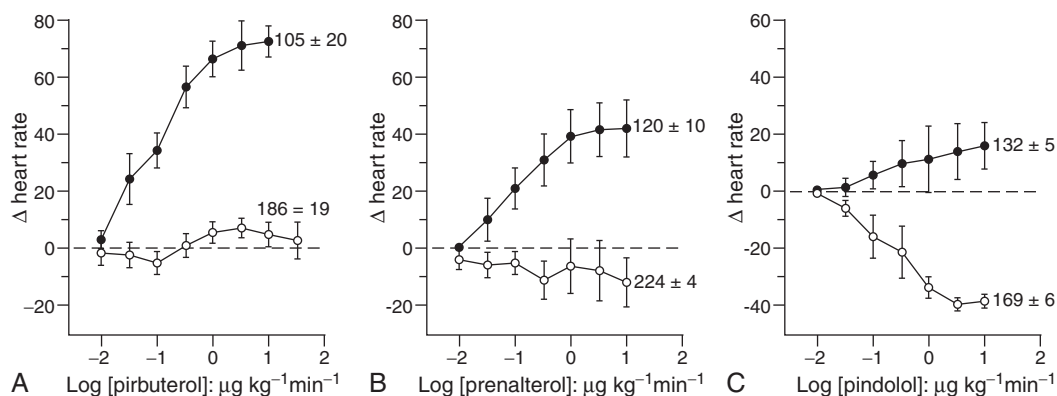 80
60
40
20
0
−20
Δ heart rate
105 ± 20
186 = 19
−2
−1
0
1
2
A
Log [pirbuterol]: μg kg⁻¹min⁻¹
80
60
40
20
0
-20
Δ heart rate
120 ± 10
224 ± 4
−2
−1
0
1
2
B
Log [prenalterol]: μg kg⁻¹min⁻¹
60
40
20
0
-20
-40
Δ heart rate
132 ± 5
169 ± 6
−2
−1
0
1
2
C
Log [pindolol]: μg kg⁻¹min⁻¹